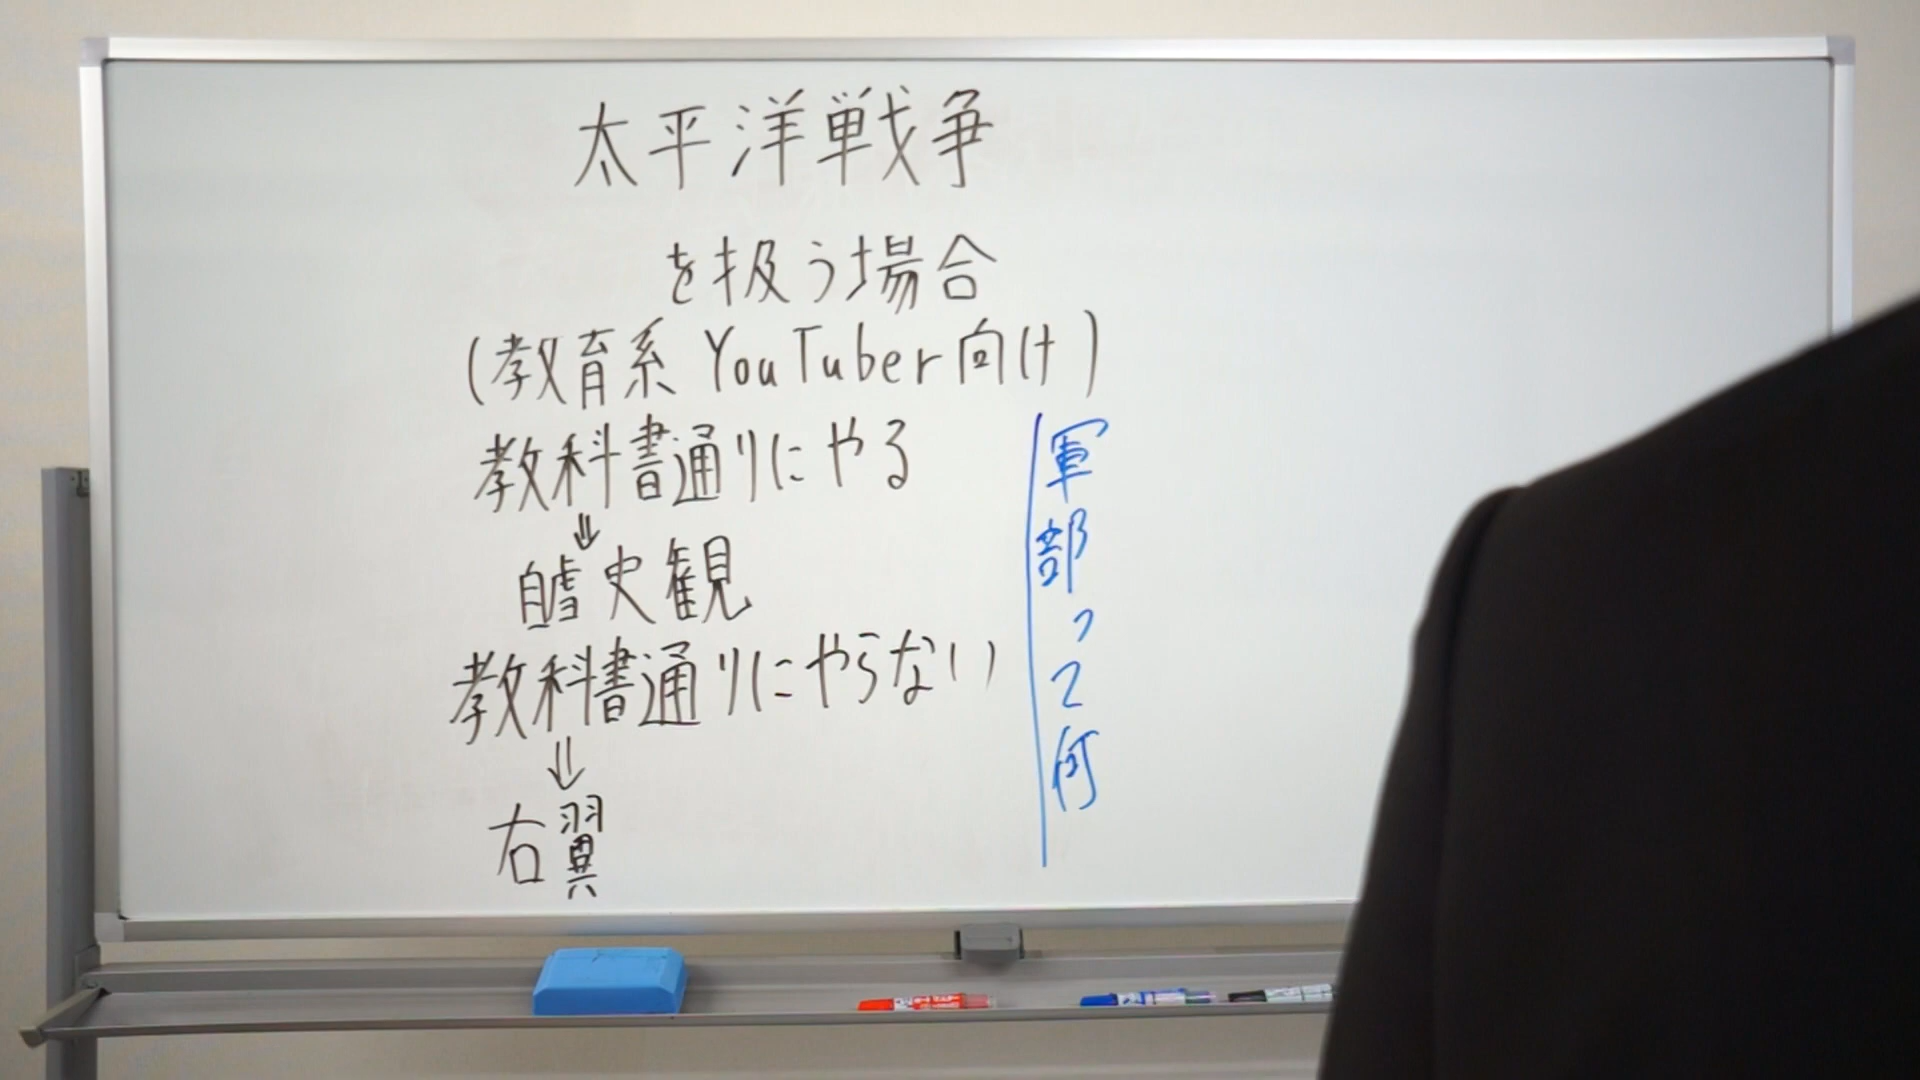 太平洋戦争
を扱う場合
(教育系 YouTuber向け)
教科書通りにやる
⇓
自虐史観
教科書通りにやらない
⇓
右翼
軍部って何